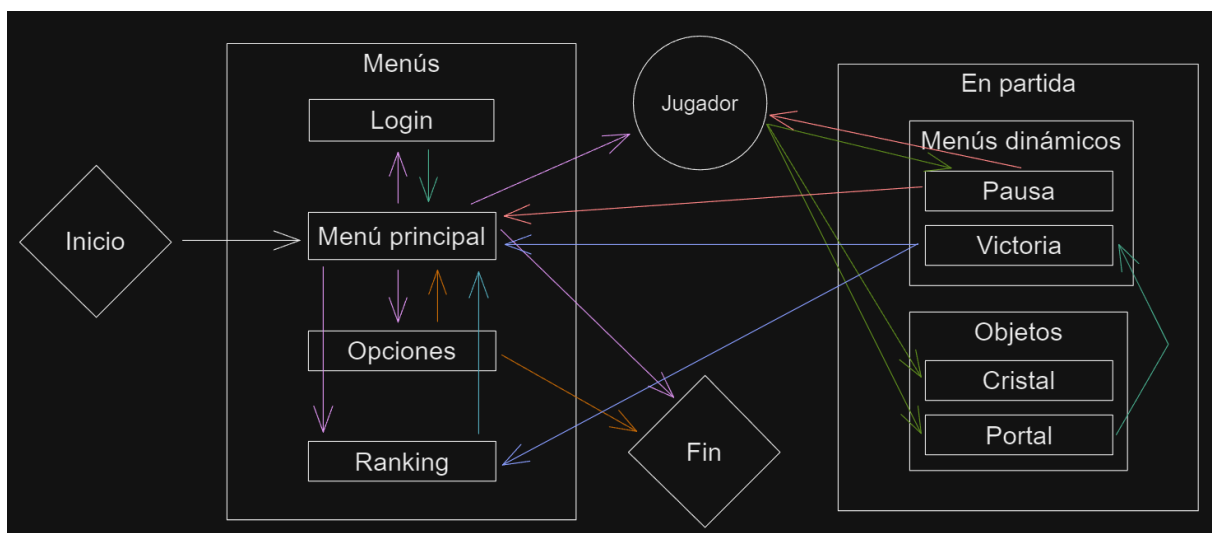 Menús
Login
Inicio
Menú principal
Opciones
Ranking
Jugador
Fin
En partida
Menús dinámicos
Pausa
Victoria
Objetos
Cristal
Portal